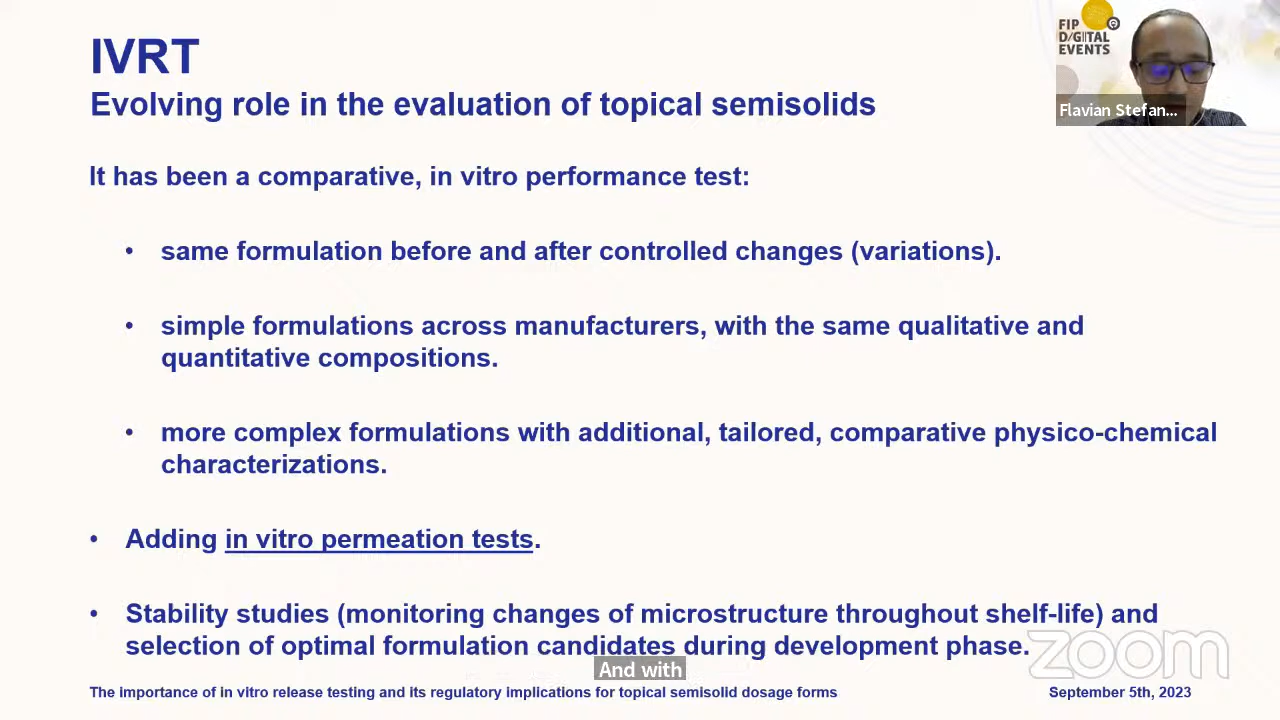 IVRT
Evolving role in the evaluation of topical semisolids
FIP
DIGITAL
EVENTS
Flavian Stefan...
It has been a comparative, in vitro performance test:
• same formulation before and after controlled changes (variations).
• simple formulations across manufacturers, with the same qualitative and
quantitative compositions.
• more complex formulations with additional, tailored, comparative physico-chemical
characterizations.
• Adding in vitro permeation tests.
• Stability studies (monitoring changes of microstructure throughout shelf-life) and
selection of optimal formulation candidates during development phase.
zoom
And with
The importance of in vitro release testing and its regulatory implications for topical semisolid dosage forms
September 5th, 2023